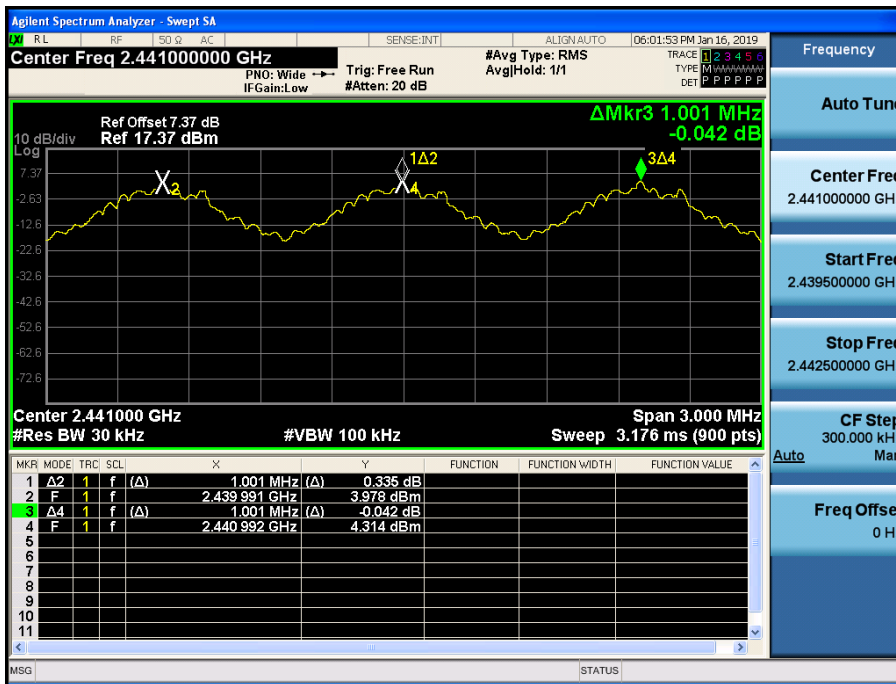 Agilent Spectrum Analyzer - Swept SA
LXI RL RF 50 Ω AC SENSE:INT ALIGN AUTO 06:01:53 PM Jan 16, 2019
Center Freq 2.441000000 GHz #Avg Type: RMS TRACE 1 2 3 4 5 6
PNO: Wide Trig: Free Run Avg|Hold: 1/1 TYPE M WWWWW
IFGain:Low #Atten: 20 dB DET P P P P P P
ΔMkr3 1.001 MHz
-0.042 dB
Ref Offset 7.37 dB
10 dB/div Ref 17.37 dBm
Log
1Δ2
3Δ4
7.37
2
4
-2.63
-12.6
-22.6
-32.6
-42.6
-52.6
-62.6
-72.6
Center 2.441000 GHz Span 3.000 MHz
#Res BW 30 kHz #VBW 100 kHz Sweep 3.176 ms (900 pts)
MKR MODE TRC SCL X Y FUNCTION FUNCTION WIDTH FUNCTION VALUE
1 Δ2 1 f (Δ) 1.001 MHz (Δ) 0.335 dB
2 F 1 f 2.439 991 GHz 3.978 dBm
3 Δ4 1 f (Δ) 1.001 MHz (Δ) -0.042 dB
4 F 1 f 2.440 992 GHz 4.314 dBm
5
6
7
8
9
10
11
MSG STATUS
Frequency
Auto Tun
Center Fre
2.441000000 GH
Start Fre
2.439500000 GH
Stop Fre
2.442500000 GH
CF Step
300.000 kH
Auto Man
Freq Offse
0 H